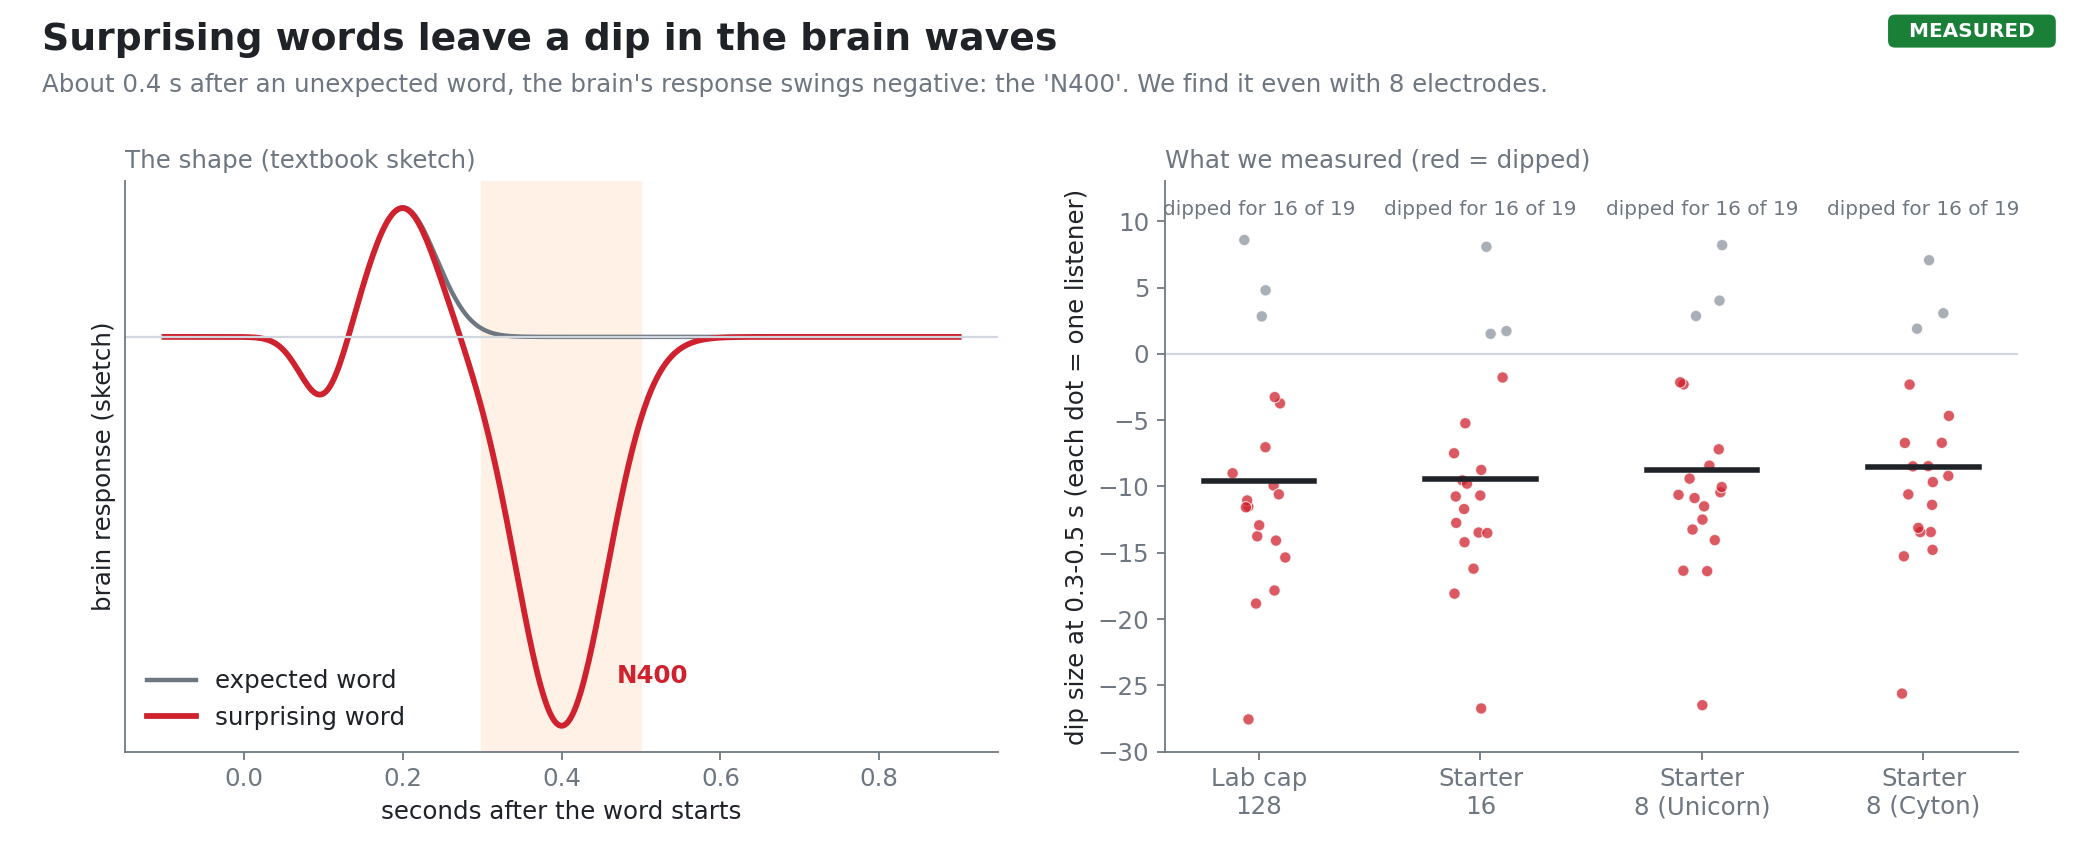 Surprising words leave a dip in the brain waves
MEASURED
About 0.4 s after an unexpected word, the brain's response swings negative: the 'N400'. We find it even with 8 electrodes.
The shape (textbook sketch)
brain response (sketch)
N400
expected word
surprising word
0.0 0.2 0.4 0.6 0.8
seconds after the word starts
What we measured (red = dipped)
dip size at 0.3-0.5 s (each dot = one listener)
dipped for 16 of 19 dipped for 16 of 19 dipped for 16 of 19 dipped for 16 of 19
10
5
0
−5
−10
−15
−20
−25
−30
Lab cap Starter Starter Starter
128 16 8 (Unicorn) 8 (Cyton)